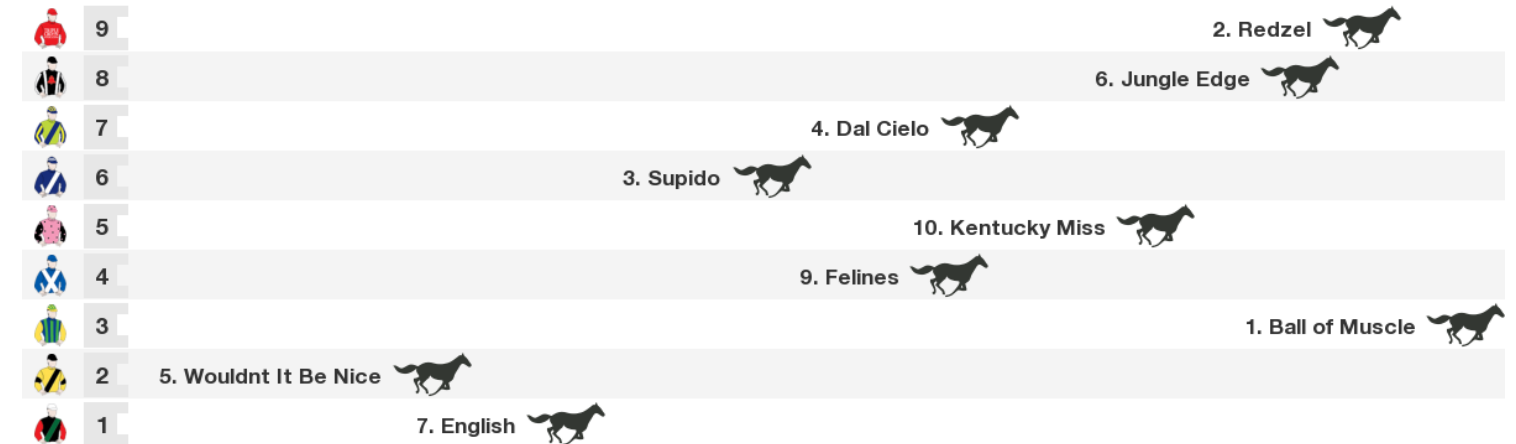 9 2. Redzel
8 6. Jungle Edge
7 4. Dal Cielo
6 3. Supido
5 10. Kentucky Miss
4 9. Felines
3 1. Ball of Muscle
2 5. Wouldnt It Be Nice
1 7. English